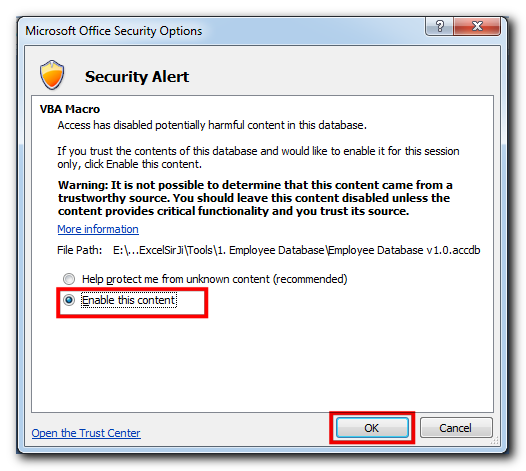 Microsoft Office Security Options
Security Alert
VBA Macro
Access has disabled potentially harmful content in this database.
If you trust the contents of this database and would like to enable it for this session
only, click Enable this content.
Warning: It is not possible to determine that this content came from a
trustworthy source. You should leave this content disabled unless the
content provides critical functionality and you trust its source.
More information
File Path: E:\...ExcelSirJi\Tools\1. Employee Database\Employee Database v1.0.accdb
Help protect me from unknown content (recommended)
Enable this content
Open the Trust Center
OK
Cancel